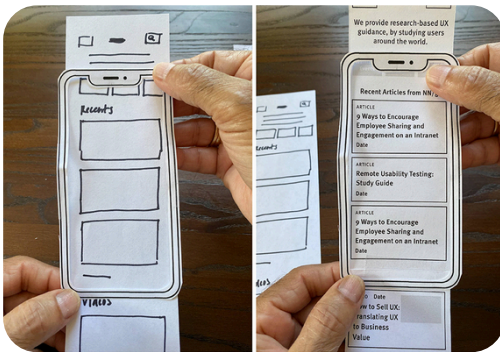 Recents
Videos
We provide research-based UX
guidance, by studying users
around the world.
Recents
Recent Articles from NN/
ARTICLE
9 Ways to Encourage
Employee Sharing and
Engagement on an Intranet
Date
ARTICLE
Remote Usability Testing:
Study Guide
Date
ARTICLE
9 Ways to Encourage
Employee Sharing and
Engagement on an Intranet
Date
Date
ow to Sell UX:
ranslating UX
to Business
Value